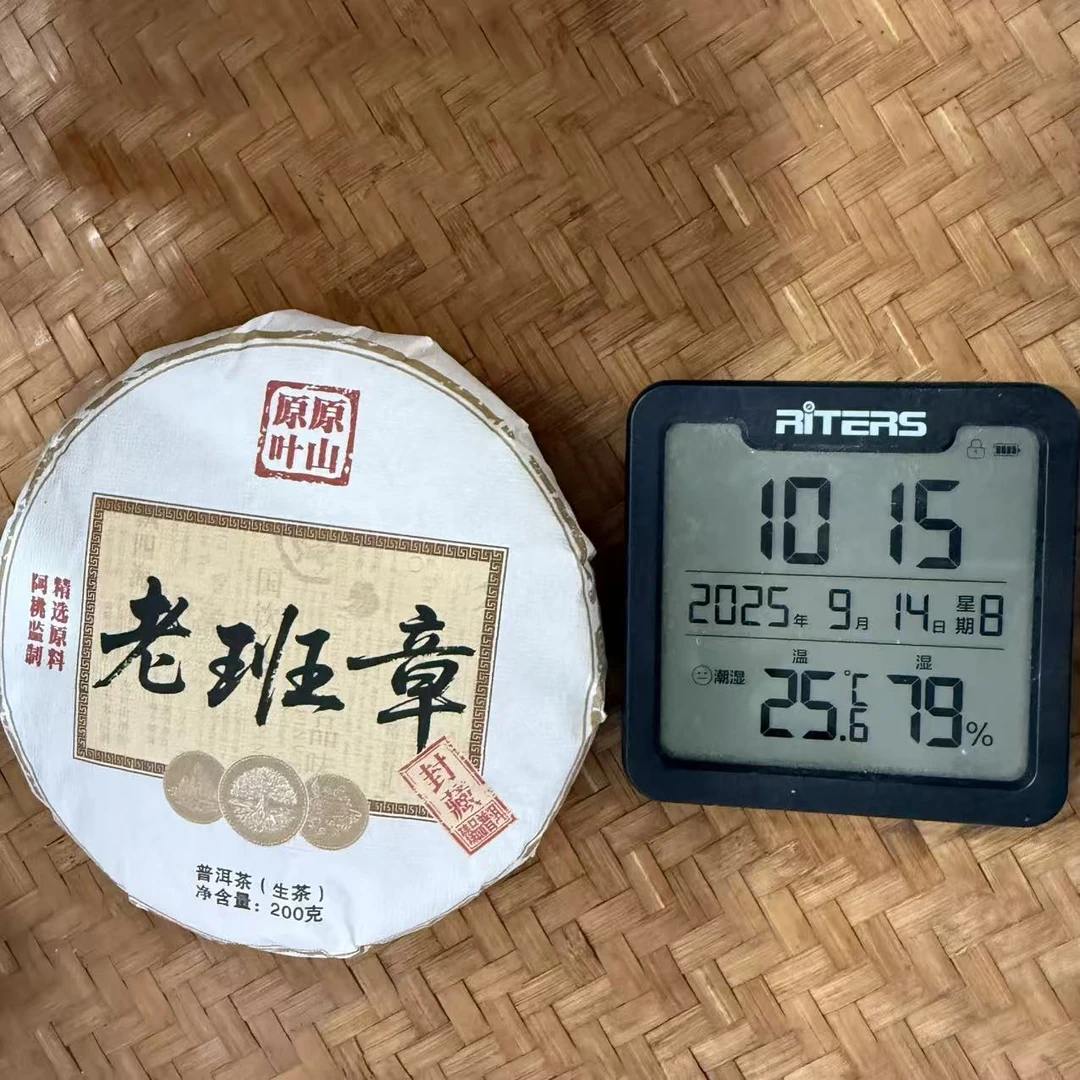 原山
原叶
老班章
精选原料
阿桃监制
封藏
普洱茶（生茶）
净含量：200克
RITERS
10 15
2025年 9月 14日 星期8
温 湿
潮湿 25.6℃ 79%